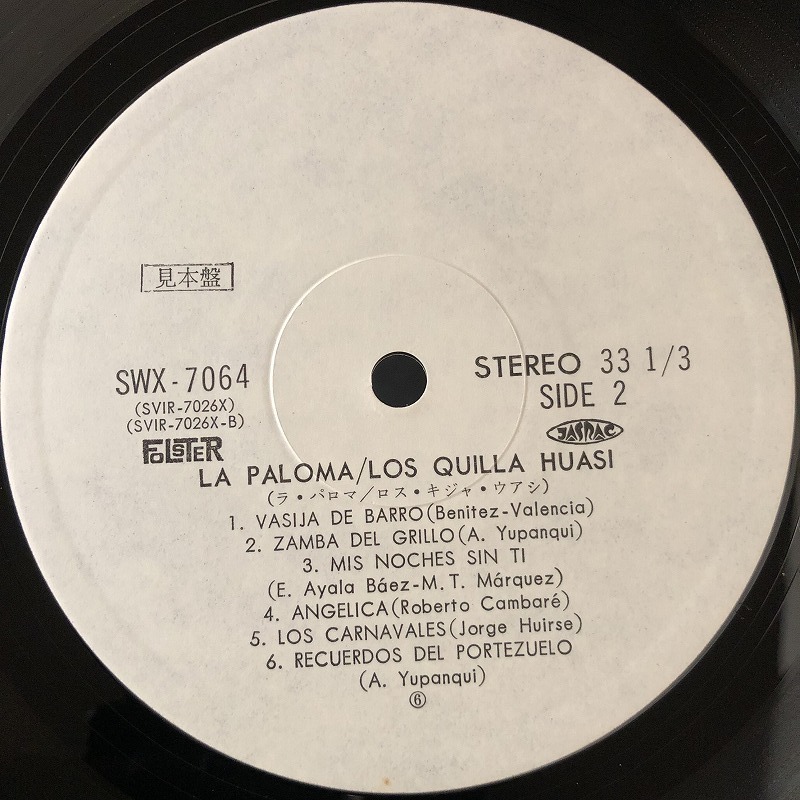 見本盤
SWX-7064
(SVIR-7026X)
(SVIR-7026X-B)
FOLSTER
STEREO 33 1/3
SIDE 2
JASRAC
LA PALOMA/LOS QUILLA HUASI
(ラ・パロマ/ロス・キジャ・ウアシ)
1. VASIJA DE BARRO(Benitez-Valencia)
2. ZAMBA DEL GRILLO(A. Yupanqui)
3. MIS NOCHES SIN TI
(E. Ayala Báez-M. T. Márquez)
4. ANGELICA(Roberto Cambaré)
5. LOS CARNAVALES(Jorge Huirse)
6. RECUERDOS DEL PORTEZUELO
(A. Yupanqui)
⑥